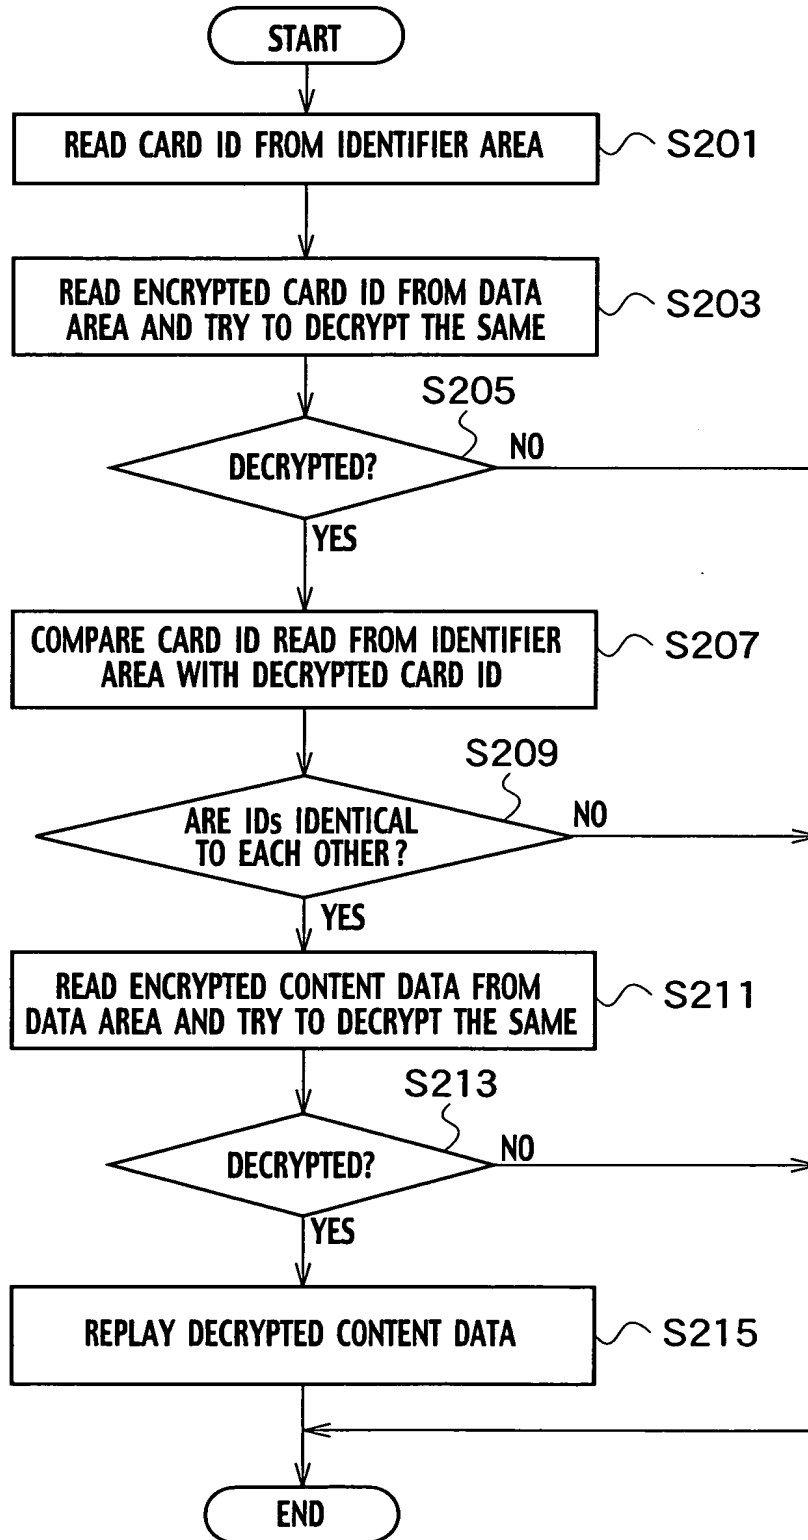 START
READ CARD ID FROM IDENTIFIER AREA
S201
READ ENCRYPTED CARD ID FROM DATA
AREA AND TRY TO DECRYPT THE SAME
S203
S205
DECRYPTED?
NO
YES
COMPARE CARD ID READ FROM IDENTIFIER
AREA WITH DECRYPTED CARD ID
S207
S209
ARE IDs IDENTICAL
TO EACH OTHER?
NO
YES
READ ENCRYPTED CONTENT DATA FROM
DATA AREA AND TRY TO DECRYPT THE SAME
S211
S213
DECRYPTED?
NO
YES
REPLAY DECRYPTED CONTENT DATA
S215
END